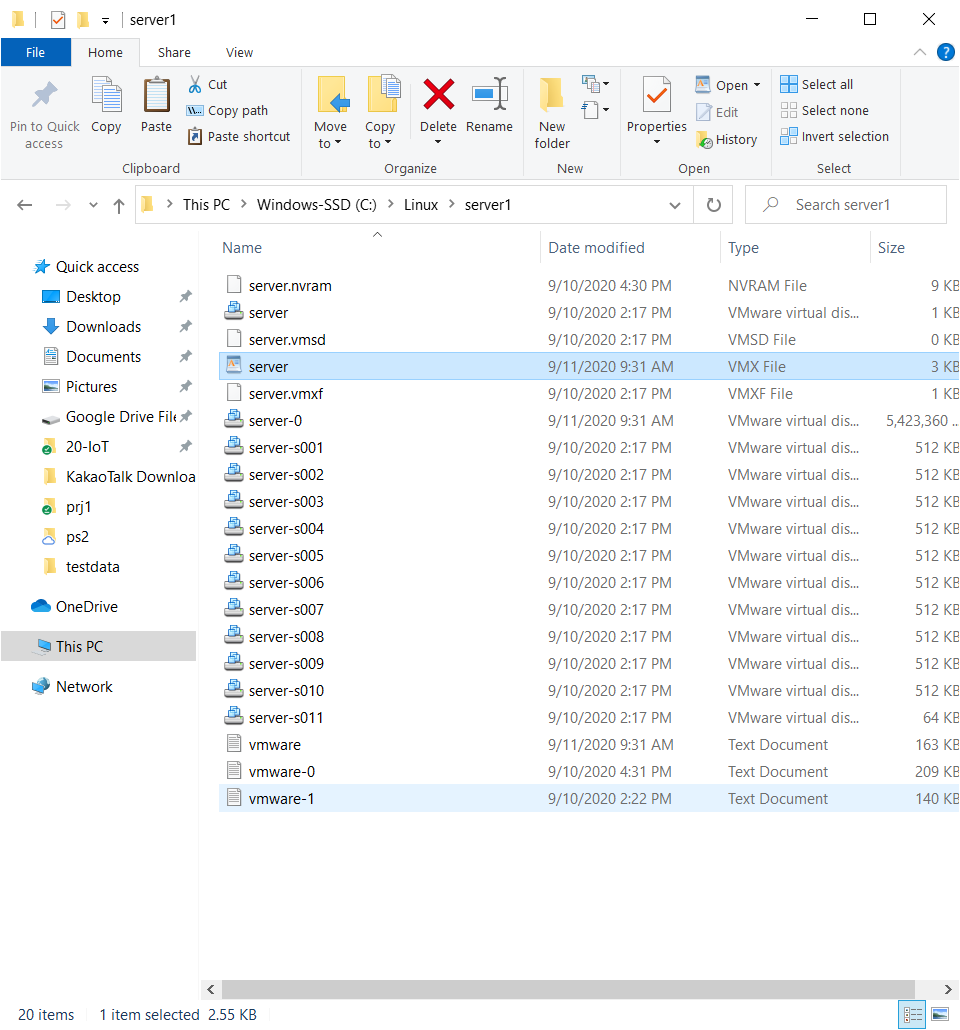 server1
File Home Share View
Pin to Quick access
Copy
Paste
Cut
Copy path
Paste shortcut
Clipboard
Move to
Copy to
Delete
Rename
Organize
New folder
New
Properties
Open
Edit
History
Open
Select all
Select none
Invert selection
Select
This PC > Windows-SSD (C:) > Linux > server1
Search server1
Quick access
Desktop
Downloads
Documents
Pictures
Google Drive File
20-IoT
KakaoTalk Downloa
prj1
ps2
testdata
OneDrive
This PC
Network
Name Date modified Type Size
server.nvram 9/10/2020 4:30 PM NVRAM File 9 KB
server 9/10/2020 2:17 PM VMware virtual dis... 1 KB
server.vmsd 9/10/2020 2:17 PM VMSD File 0 KB
server 9/11/2020 9:31 AM VMX File 3 KB
server.vmxf 9/10/2020 2:17 PM VMXF File 1 KB
server-0 9/11/2020 9:31 AM VMware virtual dis... 5,423,360 ...
server-s001 9/10/2020 2:17 PM VMware virtual dis... 512 KB
server-s002 9/10/2020 2:17 PM VMware virtual dis... 512 KB
server-s003 9/10/2020 2:17 PM VMware virtual dis... 512 KB
server-s004 9/10/2020 2:17 PM VMware virtual dis... 512 KB
server-s005 9/10/2020 2:17 PM VMware virtual dis... 512 KB
server-s006 9/10/2020 2:17 PM VMware virtual dis... 512 KB
server-s007 9/10/2020 2:17 PM VMware virtual dis... 512 KB
server-s008 9/10/2020 2:17 PM VMware virtual dis... 512 KB
server-s009 9/10/2020 2:17 PM VMware virtual dis... 512 KB
server-s010 9/10/2020 2:17 PM VMware virtual dis... 512 KB
server-s011 9/10/2020 2:17 PM VMware virtual dis... 64 KB
vmware 9/11/2020 9:31 AM Text Document 163 KB
vmware-0 9/10/2020 4:31 PM Text Document 209 KB
vmware-1 9/10/2020 2:22 PM Text Document 140 KB
20 items 1 item selected 2.55 KB